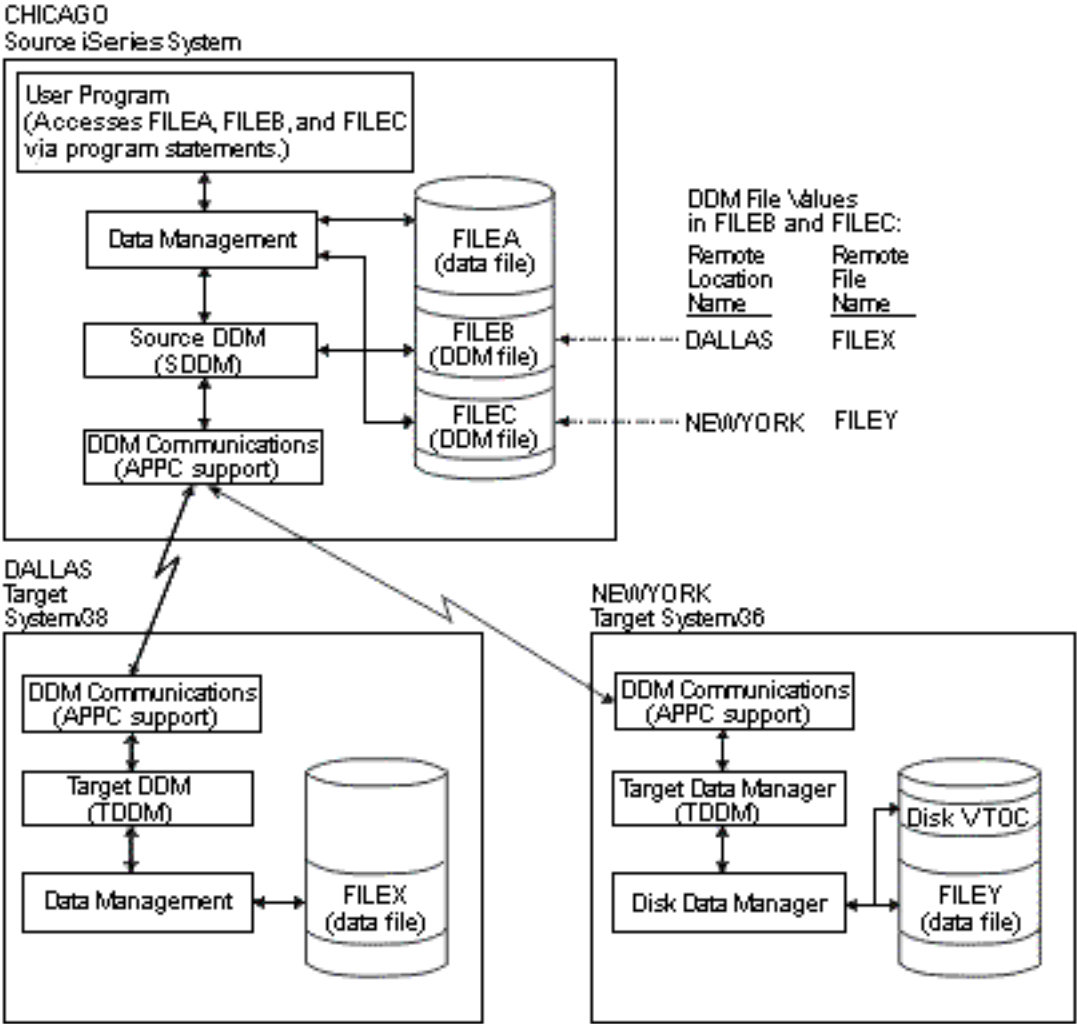 CHICAGO
Source iSeries System
User Program
(Accesses FILEA, FILEB, and FILEC
via program statements.)
Data Management
Source DDM
(SDDM)
DDM Communications
(APPC support)
FILEA
(data file)
FILEB
(DDM file)
FILEC
(DDM file)
DDM File Values
in FILEB and FILEC:
Remote Remote
Location File
Name Name
DALLAS FILEX
NEWYORK FILEY
DALLAS
Target
System/38
DDM Communications
(APPC support)
Target DDM
(TDDM)
Data Management
FILEX
(data file)
NEWYORK
Target System/36
DDM Communications
(APPC support)
Target Data Manager
(TDDM)
Disk Data Manager
Disk VTOC
FILEY
(data file)